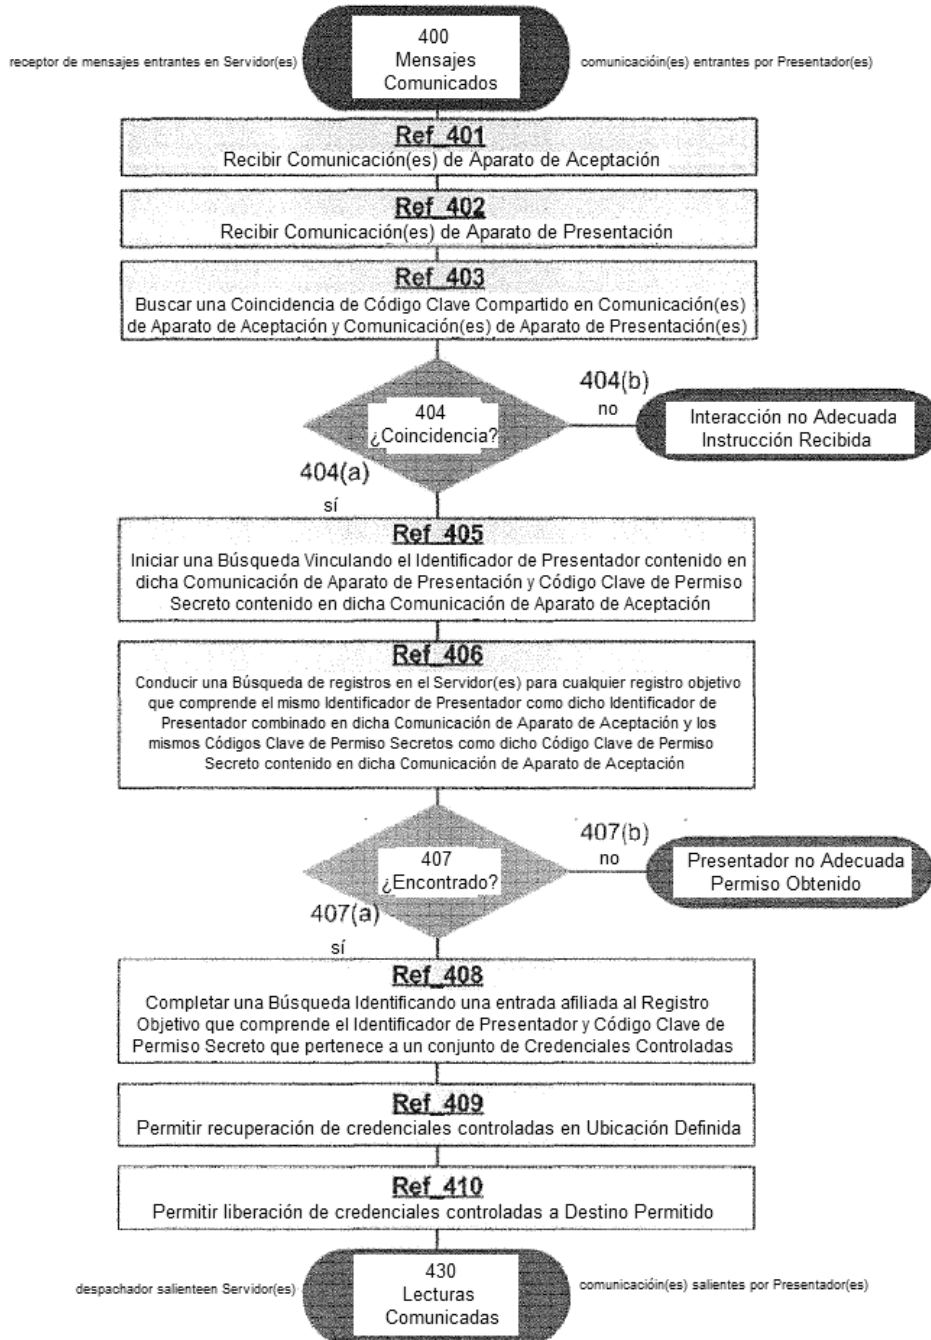 400
Mensajes
Comunicados
receptor de mensajes entrantes en Servidor(es)
comunicacióin(es) entrantes por Presentador(es)
Ref_401
Recibir Comunicación(es) de Aparato de Aceptación
Ref_402
Recibir Comunicación(es) de Aparato de Presentación
Ref_403
Buscar una Coincidencia de Código Clave Compartido en Comunicación(es)
de Aparato de Aceptación y Comunicación(es) de Aparato de Presentación(es)
404
¿Coincidencia?
404(b)
no
Interacción no Adecuada
Instrucción Recibida
404(a)
sí
Ref_405
Iniciar una Búsqueda Vinculando el Identificador de Presentador contenido en
dicha Comunicación de Aparato de Presentación y Código Clave de Permiso
Secreto contenido en dicha Comunicación de Aparato de Aceptación
Ref_406
Conducir una Búsqueda de registros en el Servidor(es) para cualquier registro objetivo
que comprende el mismo Identificador de Presentador como dicho Identificador de
Presentador combinado en dicha Comunicación de Aparato de Aceptación y los
mismos Códigos Clave de Permiso Secretos como dicho Código Clave de Permiso
Secreto contenido en dicha Comunicación de Aparato de Aceptación
407
¿Encontrado?
407(b)
no
Presentador no Adecuada
Permiso Obtenido
407(a)
sí
Ref_408
Completar una Búsqueda Identificando una entrada afiliada al Registro
Objetivo que comprende el Identificador de Presentador y Código Clave de
Permiso Secreto que pertenece a un conjunto de Credenciales Controladas
Ref_409
Permitir recuperación de credenciales controladas en Ubicación Definida
Ref_410
Permitir liberación de credenciales controladas a Destino Permitido
430
Lecturas
Comunicadas
despachador salienteen Servidor(es)
comunicacióin(es) salientes por Presentador(es)